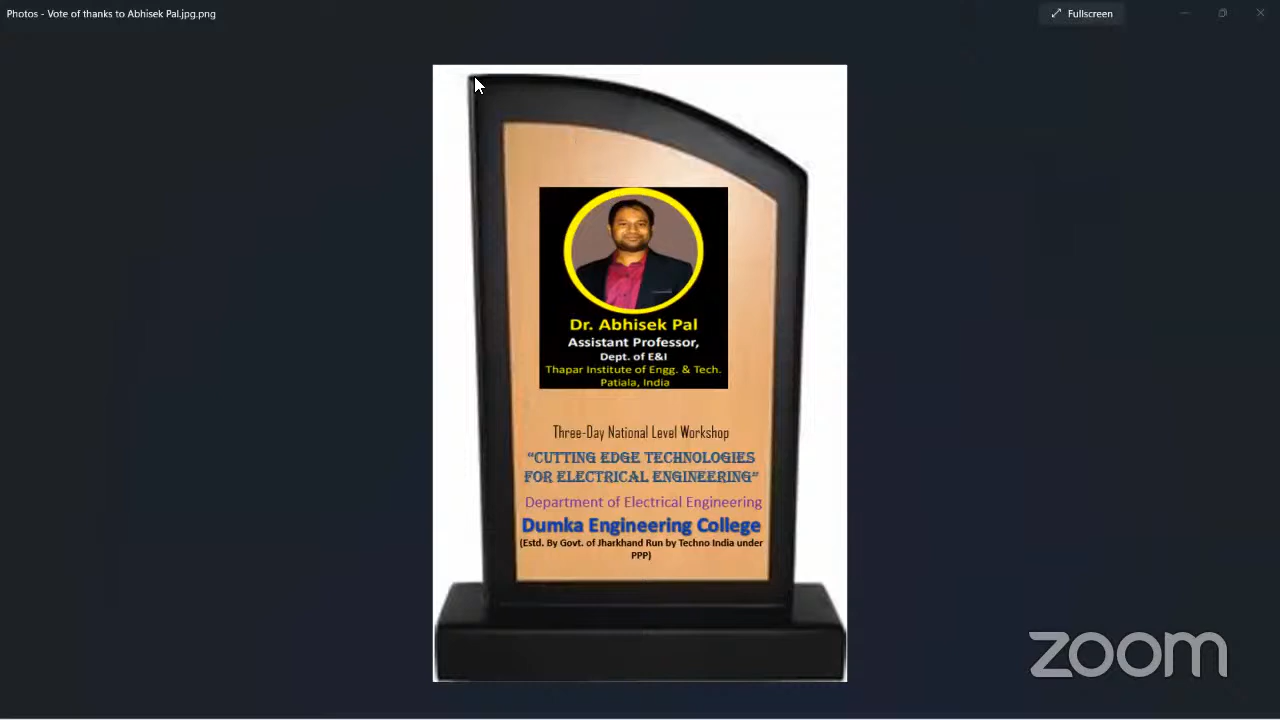 Photos - Vote of thanks to Abhisek Pal.jpg.png
Fullscreen
Dr. Abhisek Pal
Assistant Professor,
Dept. of E&I
Thapar Institute of Engg. & Tech.
Patiala, India
Three-Day National Level Workshop
"CUTTING EDGE TECHNOLOGIES
FOR ELECTRICAL ENGINEERING"
Department of Electrical Engineering
Dumka Engineering College
(Estd. By Govt. of Jharkhand Run by Techno India under
PPP)
zoom